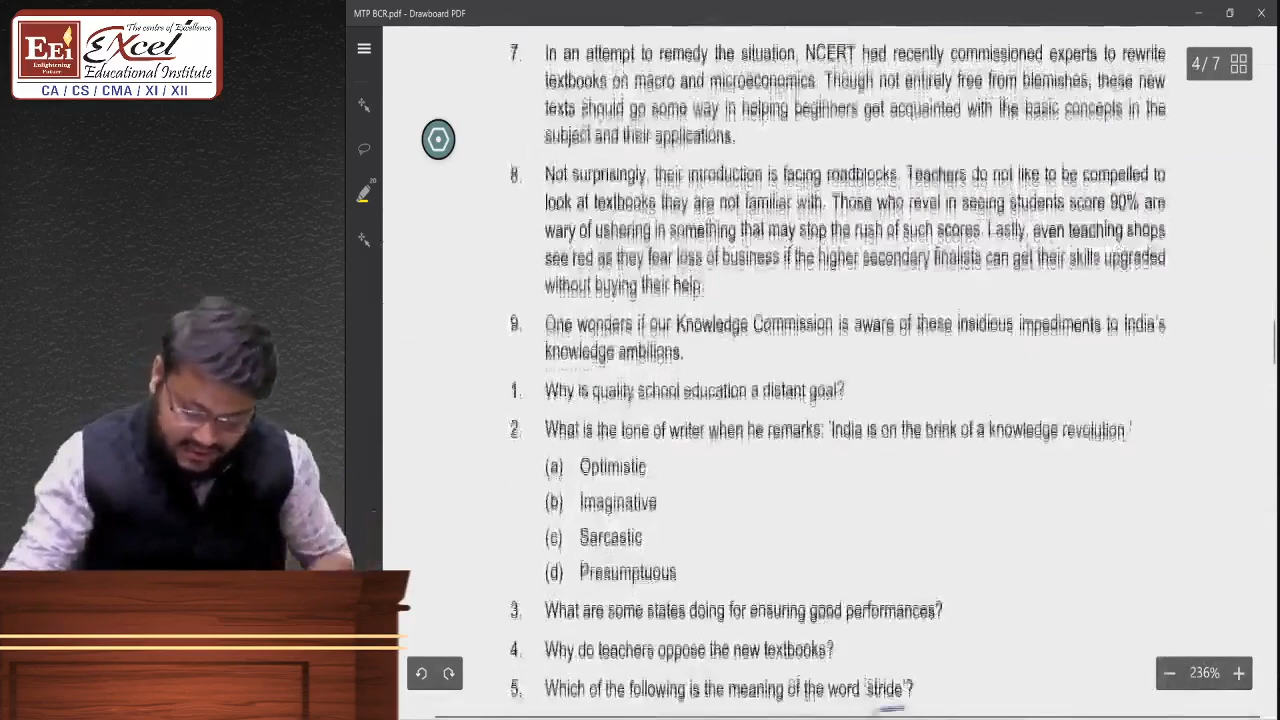 MTP BCR.pdf - Drawboard PDF
The centre of Excellence
EEi
Enlightening
Future
eXcel
Educational Institute
CA / CS / CMA / XI / XII
4 / 7
20
7. In an attempt to remedy the situation, NCERT had recently commissioned experts to rewrite
textbooks on macro and microeconomics. Though not entirely free from blemishes, these new
texts should go some way in helping beginners get acquainted with the basic concepts in the
subject and their applications.
8. Not surprisingly, their introduction is facing roadblocks. Teachers do not like to be compelled to
look at textbooks they are not familiar with. Those who revel in seeing students score 90% are
wary of ushering in something that may stop the rush of such scores. Lastly, even teaching shops
see red as they fear loss of business if the higher secondary finalists can get their skills upgraded
without buying their help.
9. One wonders if our Knowledge Commission is aware of these insidious impediments to India's
knowledge ambitions.
1. Why is quality school education a distant goal?
2. What is the tone of writer when he remarks: 'India is on the brink of a knowledge revolution.'
(a) Optimistic
(b) Imaginative
(c) Sarcastic
(d) Presumptuous
3. What are some states doing for ensuring good performances?
4. Why do teachers oppose the new textbooks?
5. Which of the following is the meaning of the word 'stride'?
236%